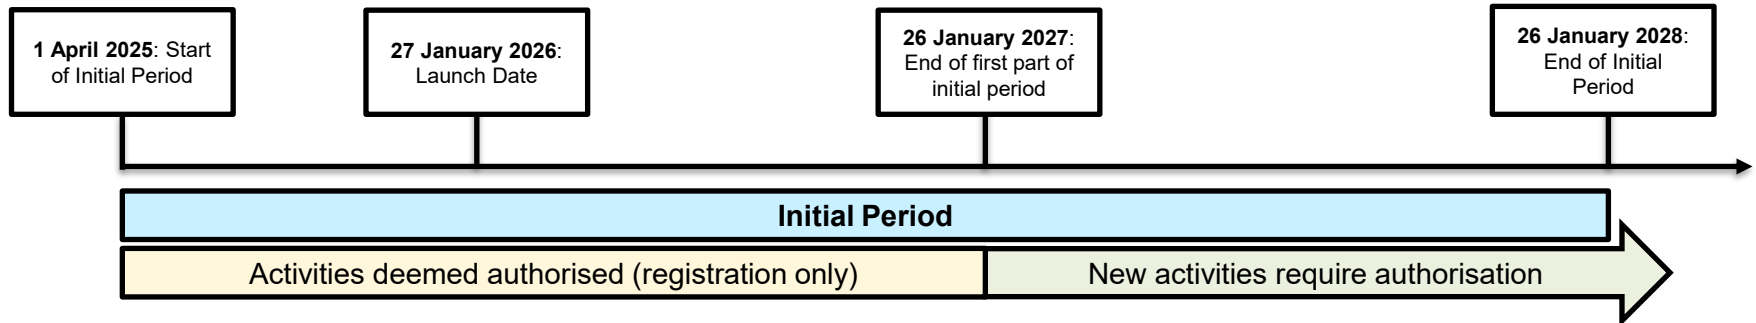 1 April 2025: Start
of Initial Period
27 January 2026:
Launch Date
26 January 2027:
End of first part of
initial period
26 January 2028:
End of Initial
Period
Initial Period
Activities deemed authorised (registration only)
New activities require authorisation